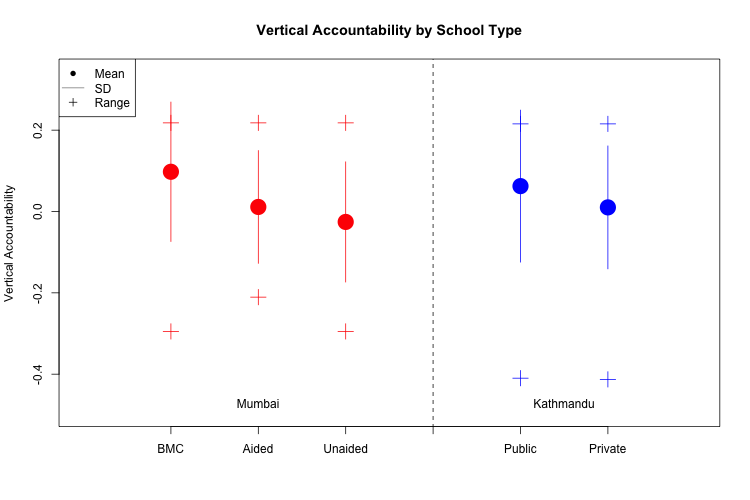 Vertical Accountability by School Type
Mean
SD
Range
Vertical Accountability
0.2
0.0
-0.2
-0.4
Mumbai
Kathmandu
BMC
Aided
Unaided
Public
Private